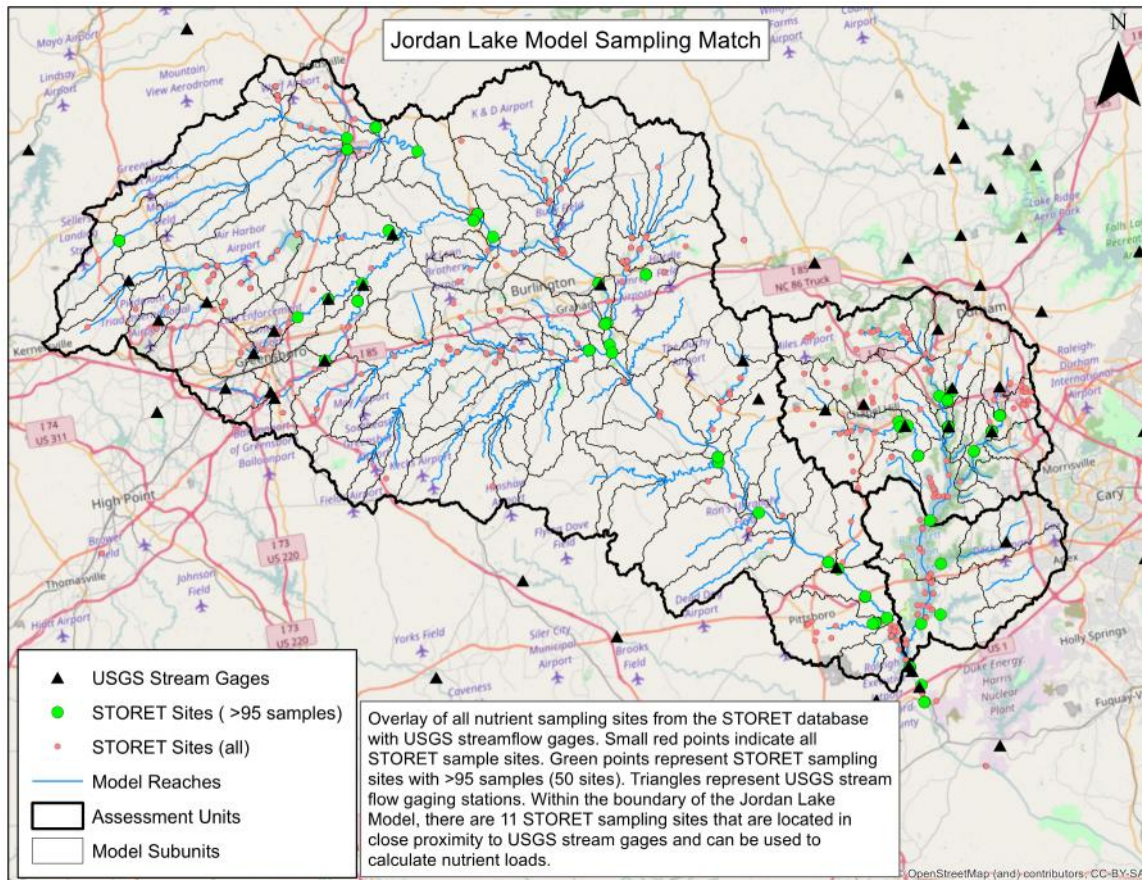 Jordan Lake Model Sampling Match
N
Mayo Airport
Lindsay
Airport
Mountain
View Aerodrome
K & D Airport
Air Harbor
Airport
Burlington
Graham
I 85
NC 86 Truck
Durham
Lake Ridge
Aero Park
Raleigh-
Durham
International
Airport
Kernersville
Greensboro
I 85
I 74
US 311
High Point
Thomasville
I 73
US 220
Johnson
Field
I 73
US 220
Morrisville
Cary
Apex
Holly Springs
US 1
Duke Energy
Harris
Nuclear
Plant
Pittsboro
Yorks Field
Siler City
Municipal
Airport
Brooks
Field
Caveness
Flying Dove
Field
USGS Stream Gages
STORET Sites ( >95 samples)
STORET Sites (all)
Model Reaches
Assessment Units
Model Subunits
Overlay of all nutrient sampling sites from the STORET database
with USGS streamflow gages. Small red points indicate all
STORET sample sites. Green points represent STORET sampling
sites with >95 samples (50 sites). Triangles represent USGS stream
flow gaging stations. Within the boundary of the Jordan Lake
Model, there are 11 STORET sampling sites that are located in
close proximity to USGS stream gages and can be used to
calculate nutrient loads.
OpenStreetMap (and) contributors, CC-BY-SA